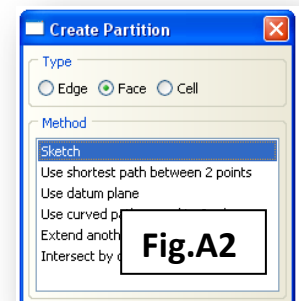 Create Partition
Type
Edge Face Cell
Method
Sketch
Use shortest path between 2 points
Use datum plane
Use curved
Extend
Intersect by
Fig.A2